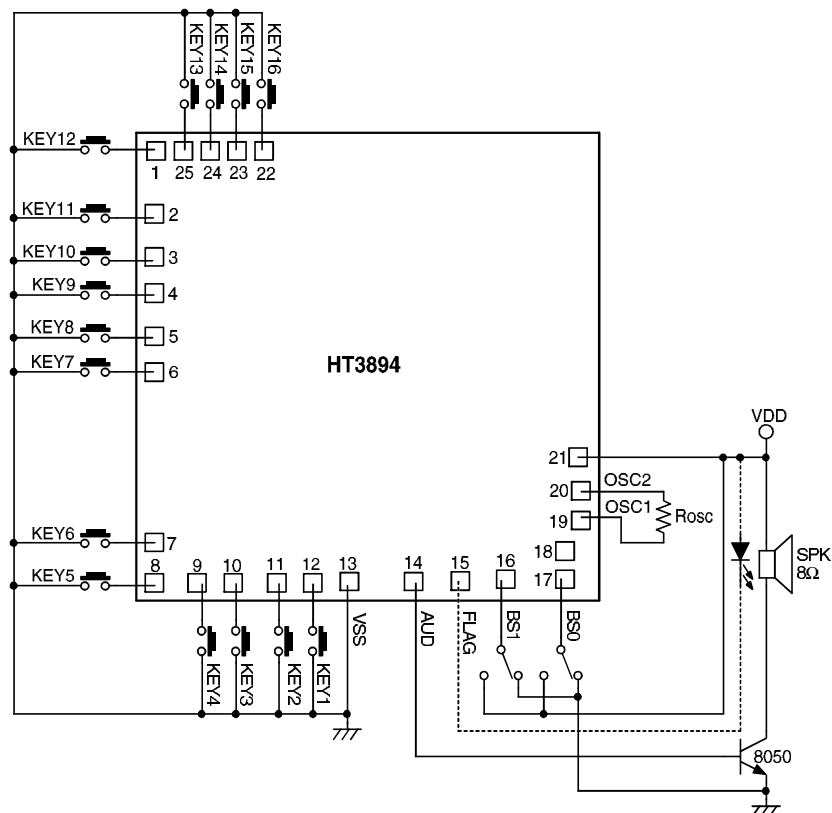 KEY13
KEY14
KEY15
KEY16
KEY12
1
25
24
23
22
KEY11
2
KEY10
3
KEY9
4
KEY8
5
KEY7
6
HT3894
VDD
21
20
OSC2
19
OSC1
Rosc
18
17
SPK
8Ω
KEY6
7
KEY5
8
9
10
11
12
13
14
15
16
KEY4
KEY3
KEY2
KEY1
VSS
AUD
FLAG
BS1
BS0
8050